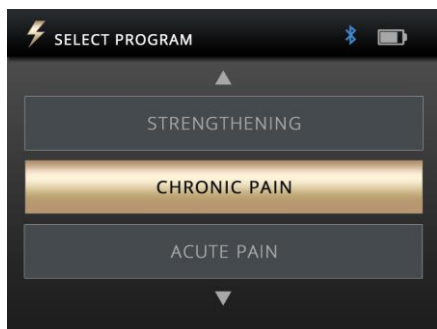 SELECT PROGRAM
STRENGTHENING
CHRONIC PAIN
ACUTE PAIN